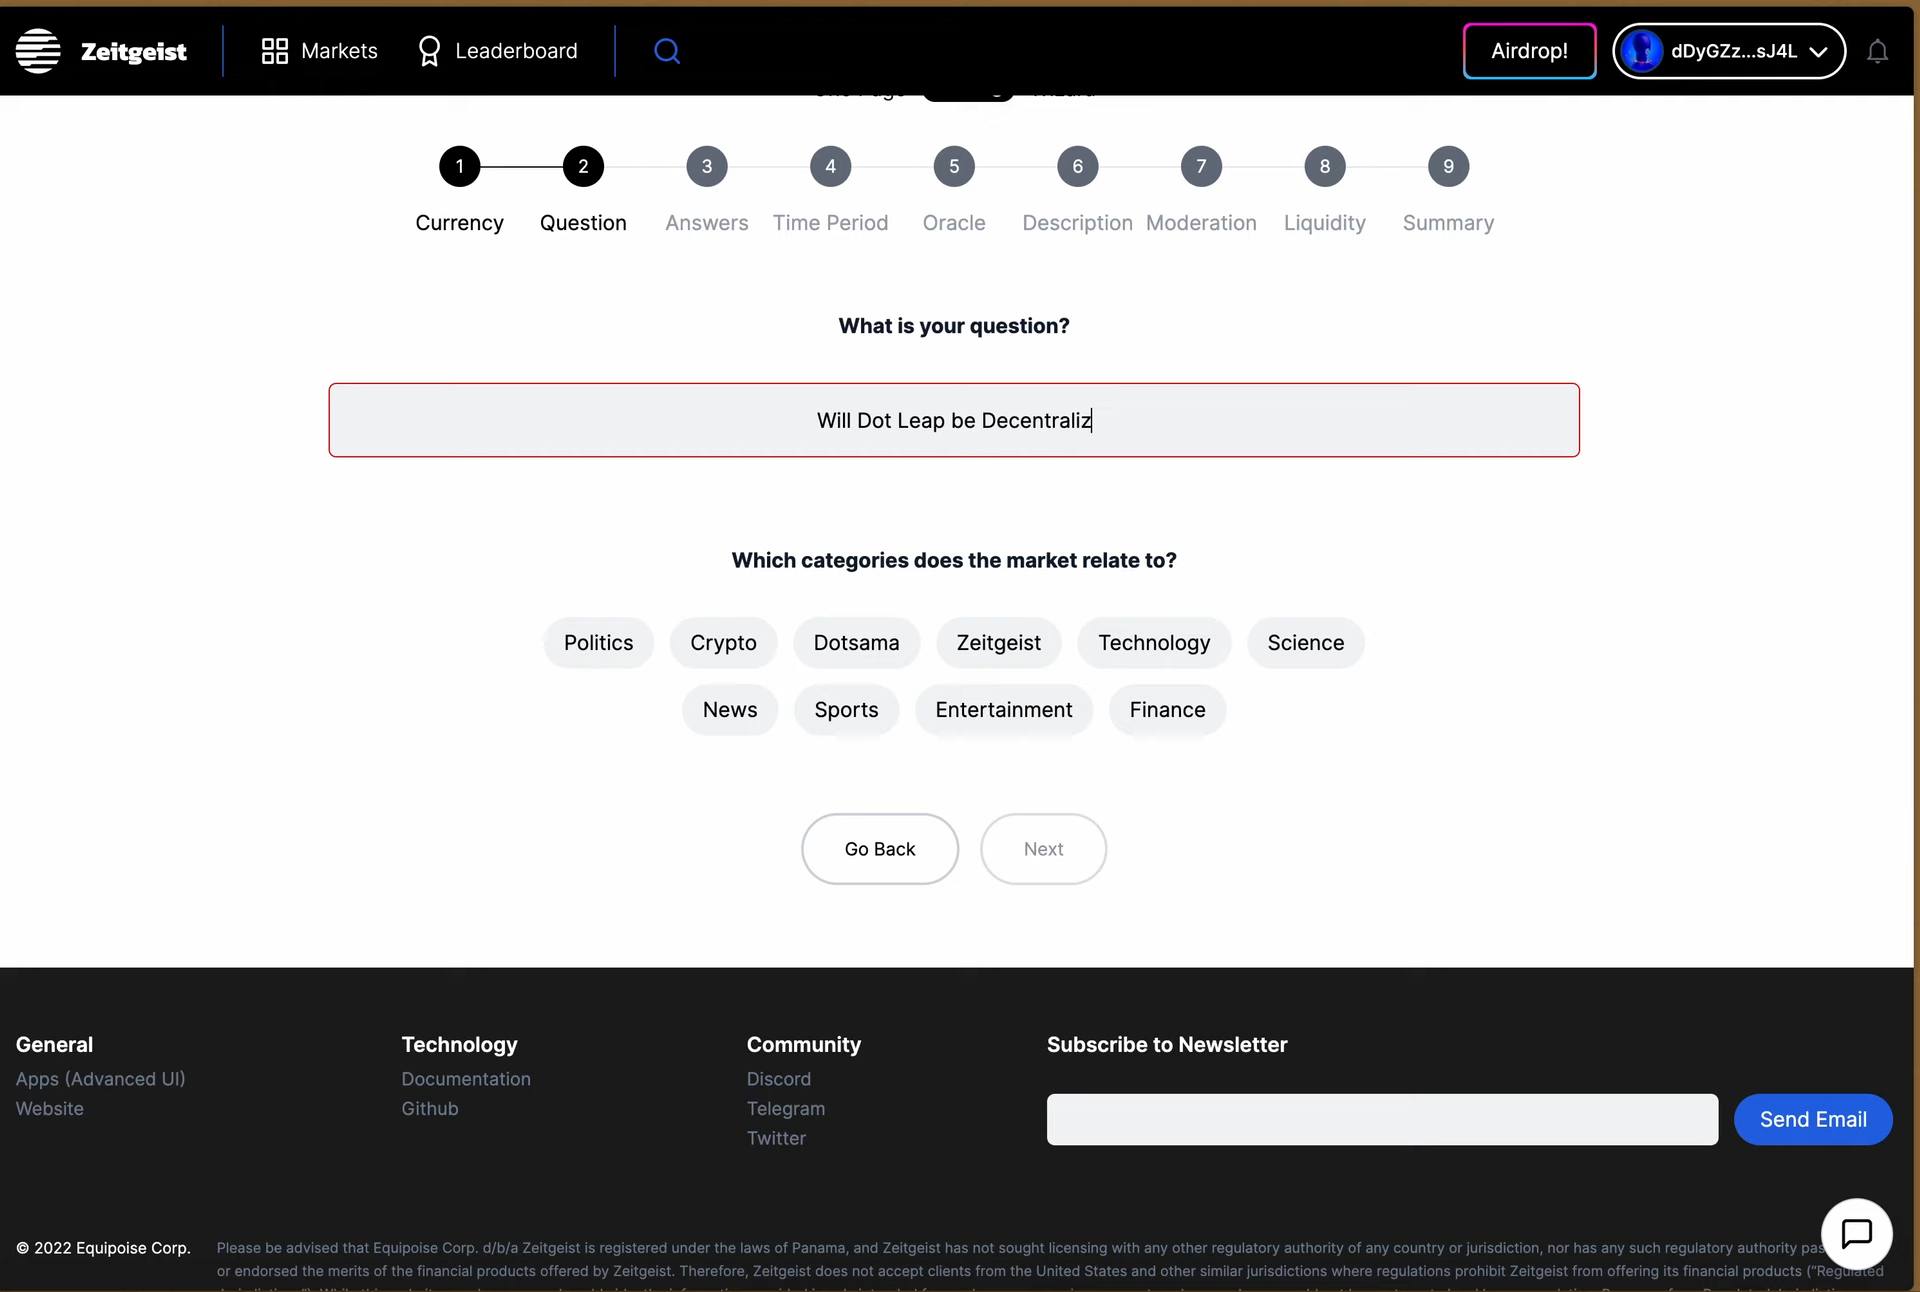 Zeitgeist
Markets
Leaderboard
Airdrop!
dDyGZz...sJ4L
1
2
3
4
5
6
7
8
9
Currency
Question
Answers
Time Period
Oracle
Description
Moderation
Liquidity
Summary
What is your question?
Will Dot Leap be Decentraliz
Which categories does the market relate to?
Politics
Crypto
Dotsama
Zeitgeist
Technology
Science
News
Sports
Entertainment
Finance
Go Back
Next
General
Apps (Advanced UI)
Website
Technology
Documentation
Github
Community
Discord
Telegram
Twitter
Subscribe to Newsletter
Send Email
© 2022 Equipoise Corp.
Please be advised that Equipoise Corp. d/b/a Zeitgeist is registered under the laws of Panama, and Zeitgeist has not sought licensing with any other regulatory authority of any country or jurisdiction, nor has any such regulatory authority
or endorsed the merits of the financial products offered by Zeitgeist. Therefore, Zeitgeist does not accept clients from the United States and other similar jurisdictions where regulations prohibit Zeitgeist from offering its financial products ("Regulated